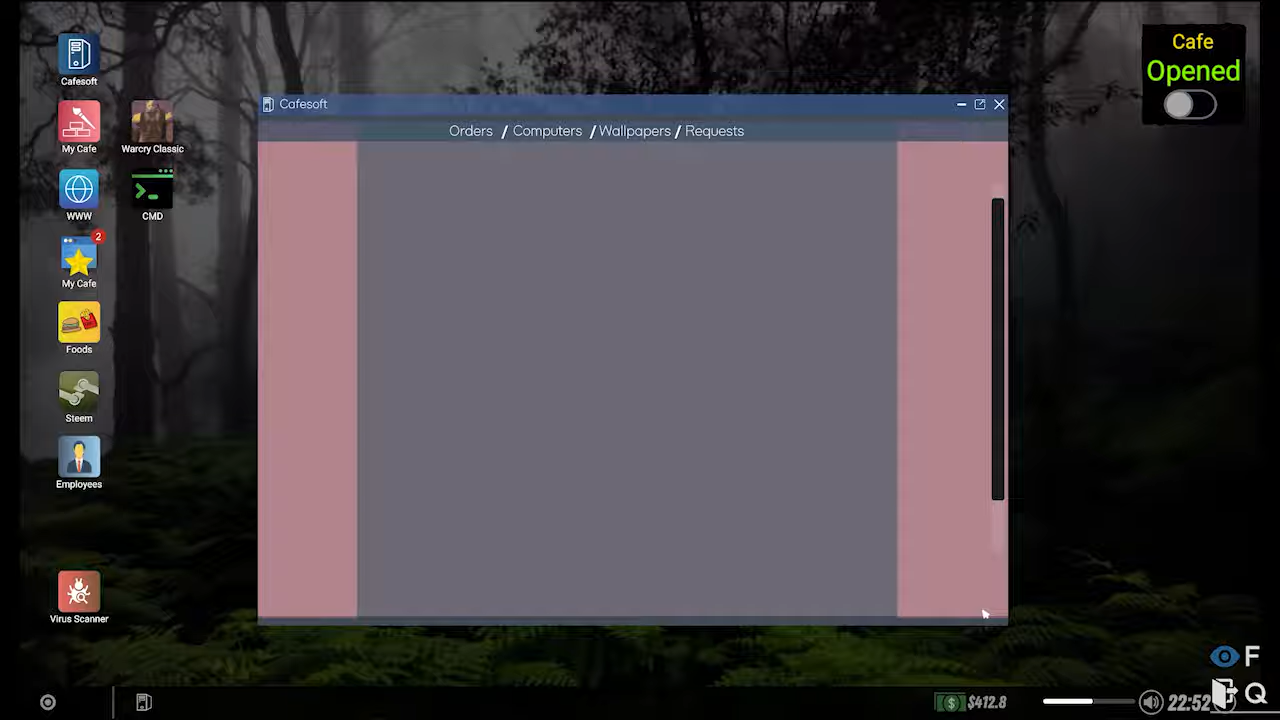 Cafe
Opened
Cafesoft
Cafesoft
Orders / Computers / Wallpapers / Requests
My Cafe
Warcry Classic
WWW
CMD
2
My Cafe
Foods
Steem
Employees
Virus Scanner
F
$412.8
22:52
Q